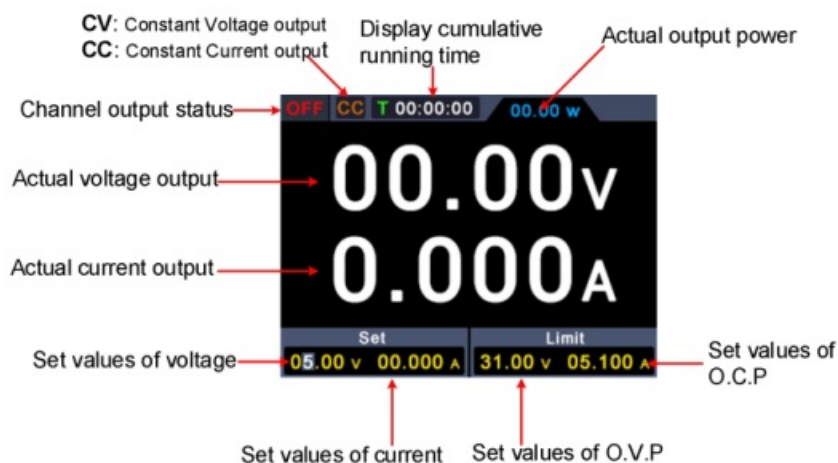 CV: Constant Voltage output
CC: Constant Current output
Display cumulative
running time
Actual output power
Channel output status
OFF CC T 00:00:00 00.00 W
Actual voltage output
00.00V
Actual current output
0.000A
Set Limit
Set values of voltage
05.00 V 00.000 A 31.00 V 05.100 A
Set values of
O.C.P
Set values of current
Set values of O.V.P